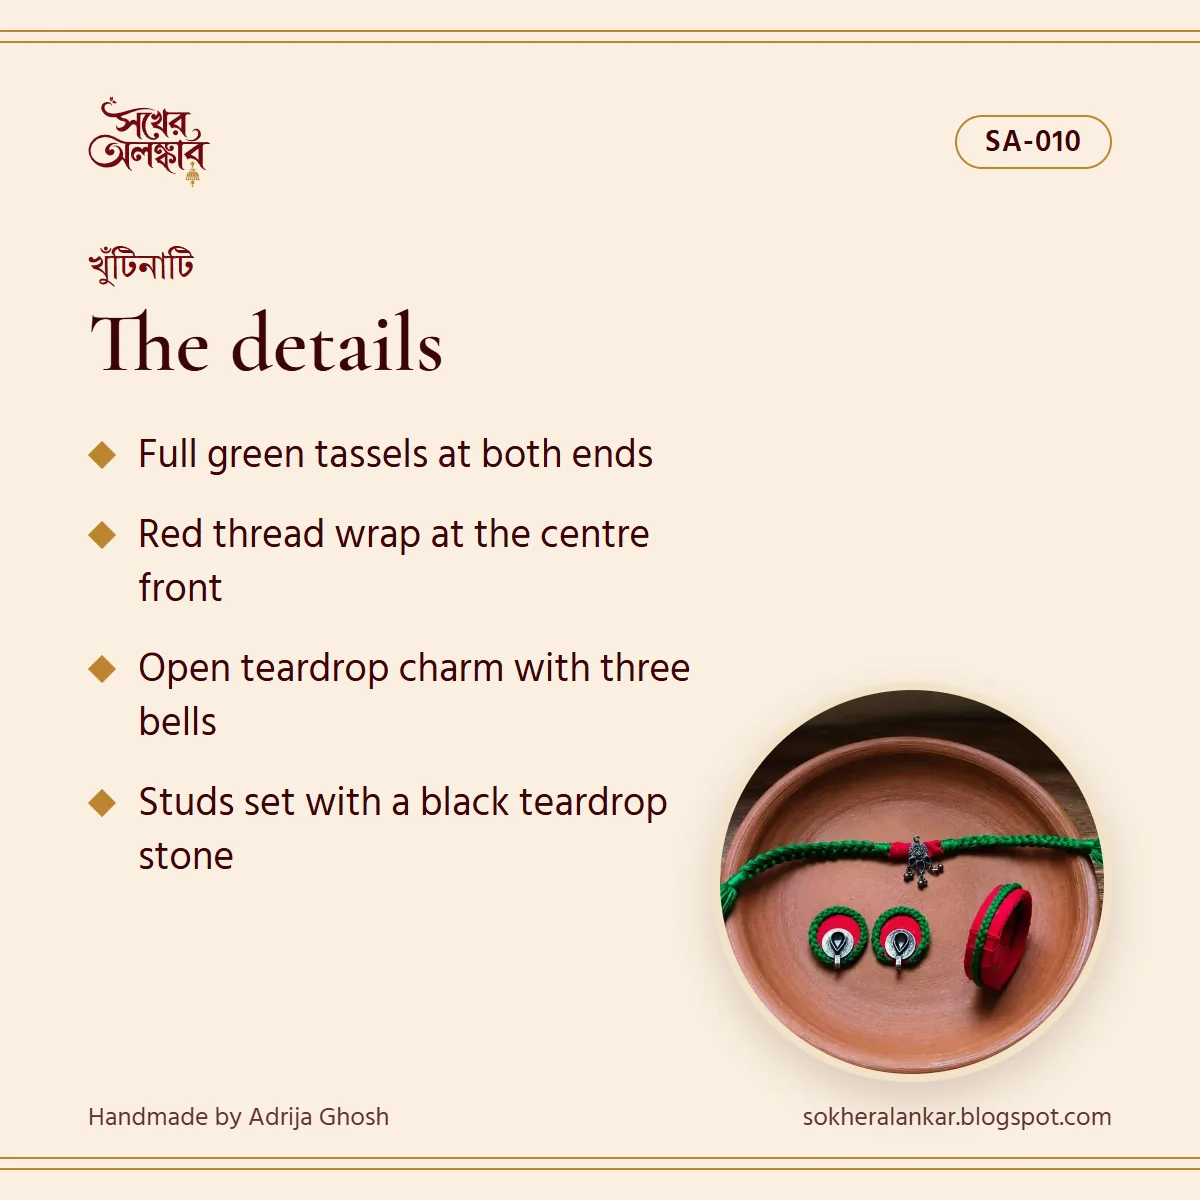 সখের
অলঙ্কার
SA-010
খুঁটিনাটি
The details
Full green tassels at both ends
Red thread wrap at the centre
front
Open teardrop charm with three
bells
Studs set with a black teardrop
stone
Handmade by Adrija Ghosh
sokheralankar.blogspot.com